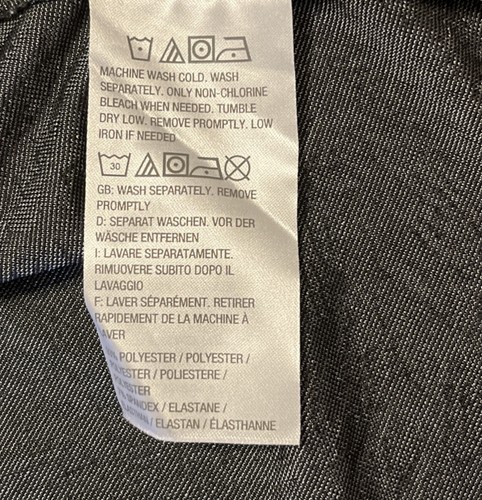 MACHINE WASH COLD. WASH
SEPARATELY. ONLY NON-CHLORINE
BLEACH WHEN NEEDED. TUMBLE
DRY LOW. REMOVE PROMPTLY. LOW
IRON IF NEEDED
30
GB: WASH SEPARATELY. REMOVE
PROMPTLY
D: SEPARAT WASCHEN. VOR DER
WÄSCHE ENTFERNEN
I: LAVARE SEPARATAMENTE.
RIMUOVERE SUBITO DOPO IL
LAVAGGIO
F: LAVER SÉPARÉMENT. RETIRER
RAPIDEMENT DE LA MACHINE À
LAVER
POLYESTER / POLYESTER /
POLIESTERE /
/ ELASTANE /
/ ELASTAN / ÉLASTHANNE